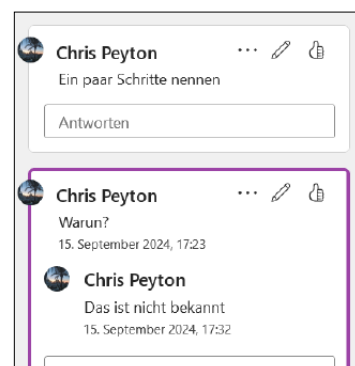 Chris Peyton
Ein paar Schritte nennen
Antworten
Chris Peyton
Warun?
15. September 2024, 17:23
Chris Peyton
Das ist nicht bekannt
15. September 2024, 17:32